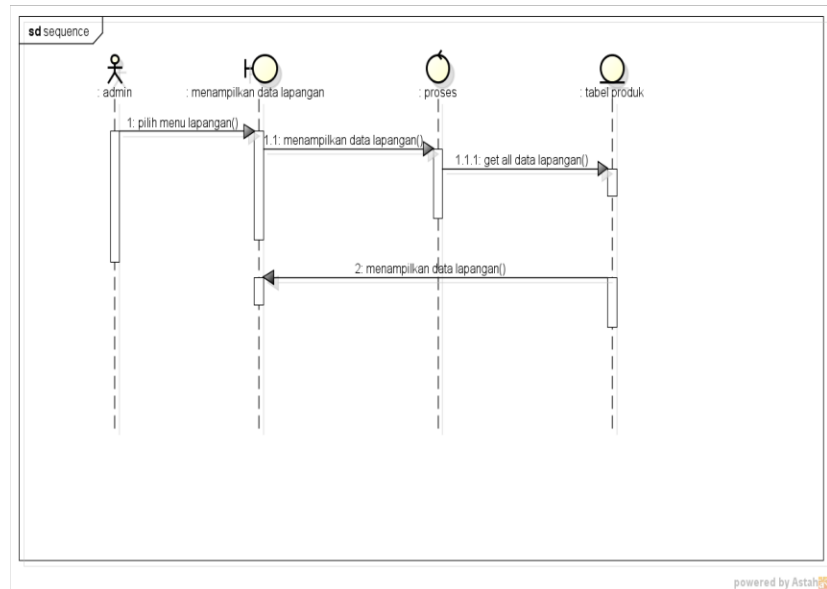 sd sequence
: admin
: menampilkan data lapangan
: proses
: tabel produk
1: pilih menu lapangan()
1.1: menampilkan data lapangan()
1.1.1: get all data lapangan()
2: menampilkan data lapangan()
powered by Astah